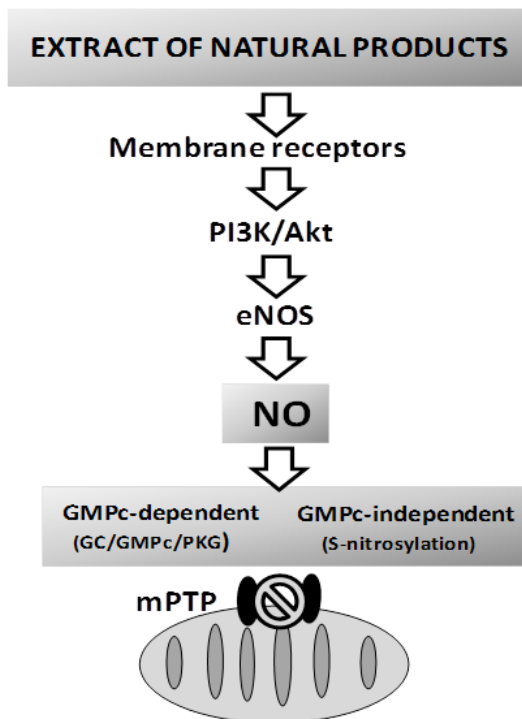 EXTRACT OF NATURAL PRODUCTS
Membrane receptors
PI3K/Akt
eNOS
NO
GMPc-dependent
(GC/GMPc/PKG)
GMPc-independent
(S-nitrosylation)
mPTP